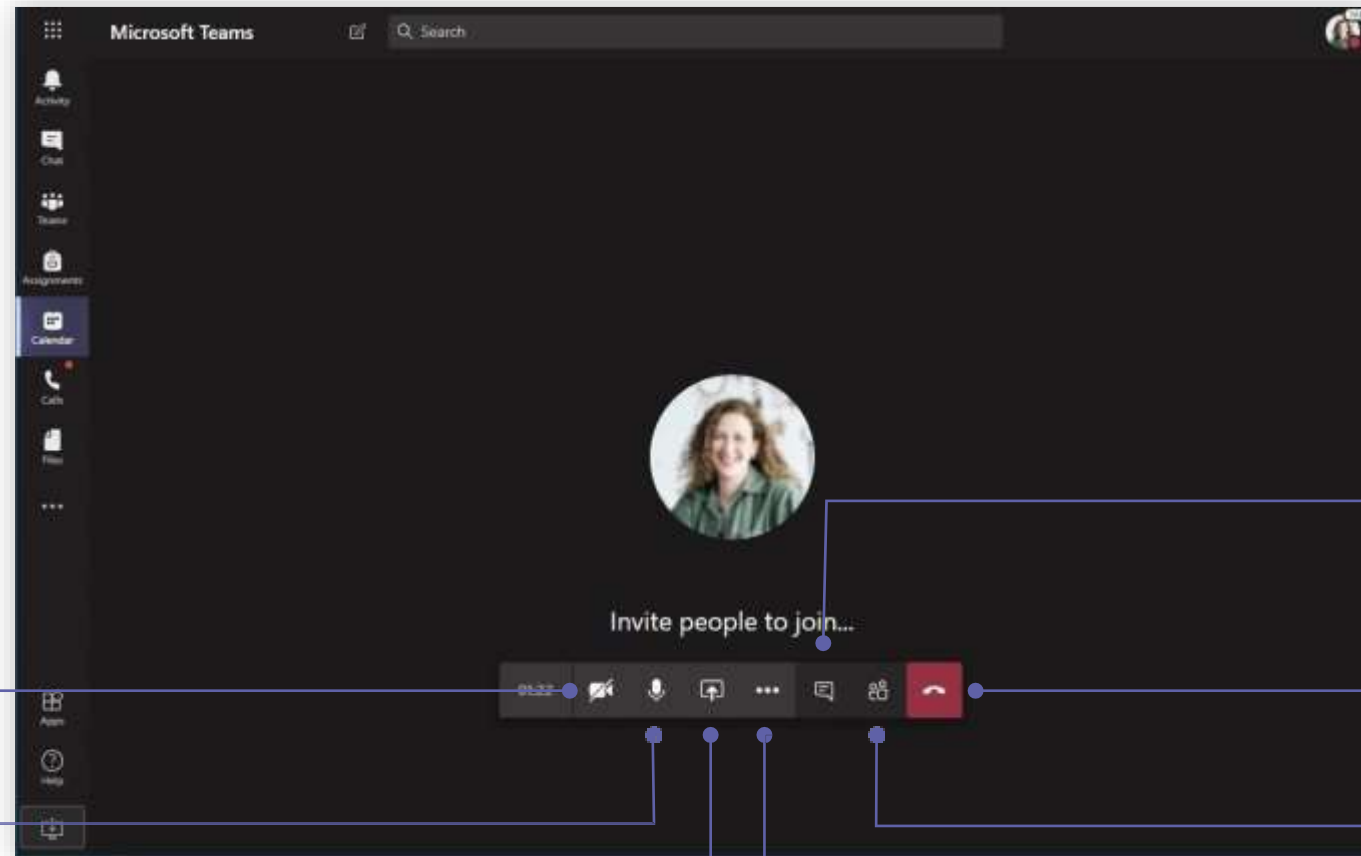 Microsoft Teams
Search
Activity
Chat
Teams
Assignments
Calendar
Calls
Files
Invite people to join...
01:22
Apps
Help